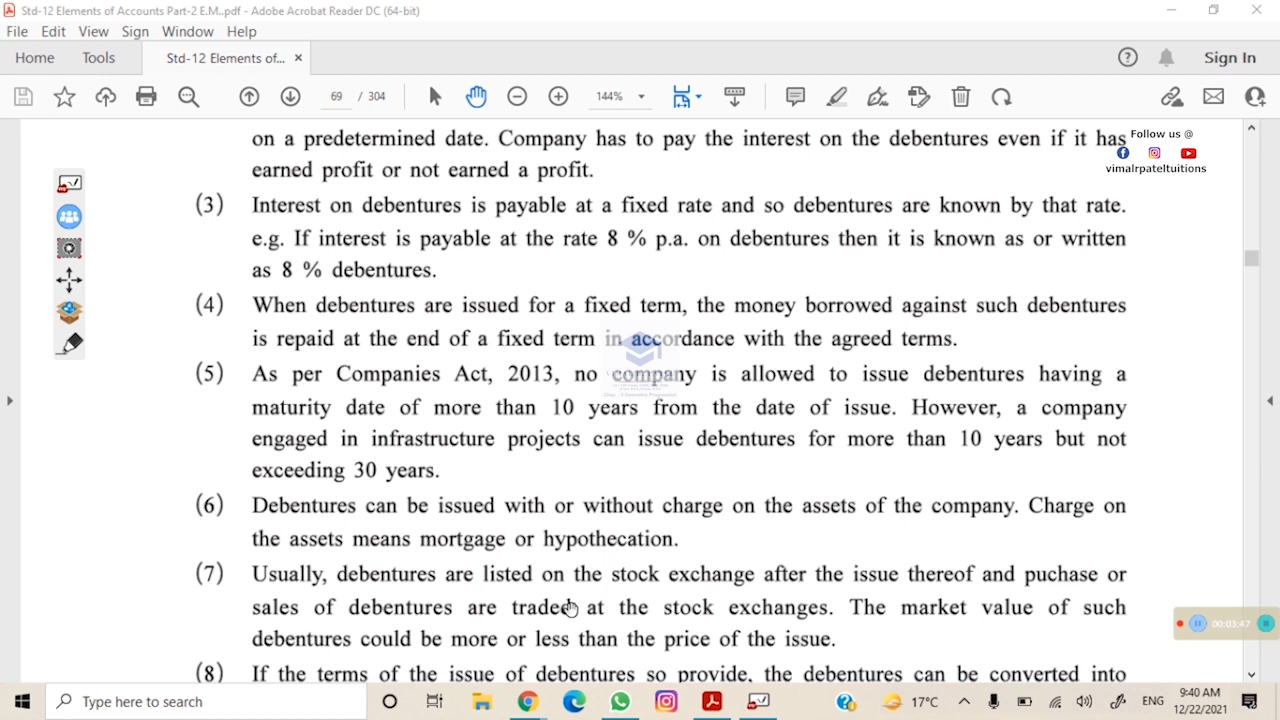 Std-12 Elements of Accounts Part-2 E.M..pdf - Adobe Acrobat Reader DC (64-bit)
File Edit View Sign Window Help
Home Tools Std-12 Elements of... × Sign In
69 / 304 144%
Follow us @
vimalrpateltuitions
on a predetermined date. Company has to pay the interest on the debentures even if it has
earned profit or not earned a profit.
(3) Interest on debentures is payable at a fixed rate and so debentures are known by that rate.
e.g. If interest is payable at the rate 8 % p.a. on debentures then it is known as or written
as 8 % debentures.
(4) When debentures are issued for a fixed term, the money borrowed against such debentures
is repaid at the end of a fixed term in accordance with the agreed terms.
(5) As per Companies Act, 2013, no company is allowed to issue debentures having a
maturity date of more than 10 years from the date of issue. However, a company
engaged in infrastructure projects can issue debentures for more than 10 years but not
exceeding 30 years.
(6) Debentures can be issued with or without charge on the assets of the company. Charge on
the assets means mortgage or hypothecation.
(7) Usually, debentures are listed on the stock exchange after the issue thereof and puchase or
sales of debentures are traded at the stock exchanges. The market value of such
debentures could be more or less than the price of the issue.
(8) If the terms of the issue of debentures so provide, the debentures can be converted into
00:03:47
Type here to search
17°C
ENG
9:40 AM
12/22/2021